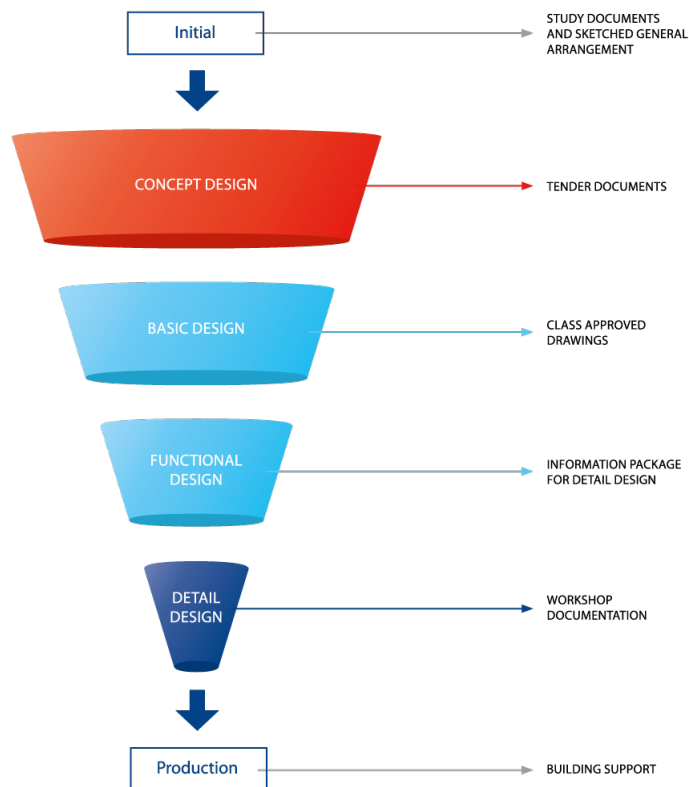 Initial
STUDY DOCUMENTS
AND SKETCHED GENERAL
ARRANGEMENT
CONCEPT DESIGN
TENDER DOCUMENTS
BASIC DESIGN
CLASS APPROVED
DRAWINGS
FUNCTIONAL
DESIGN
INFORMATION PACKAGE
FOR DETAIL DESIGN
DETAIL
DESIGN
WORKSHOP
DOCUMENTATION
Production
BUILDING SUPPORT